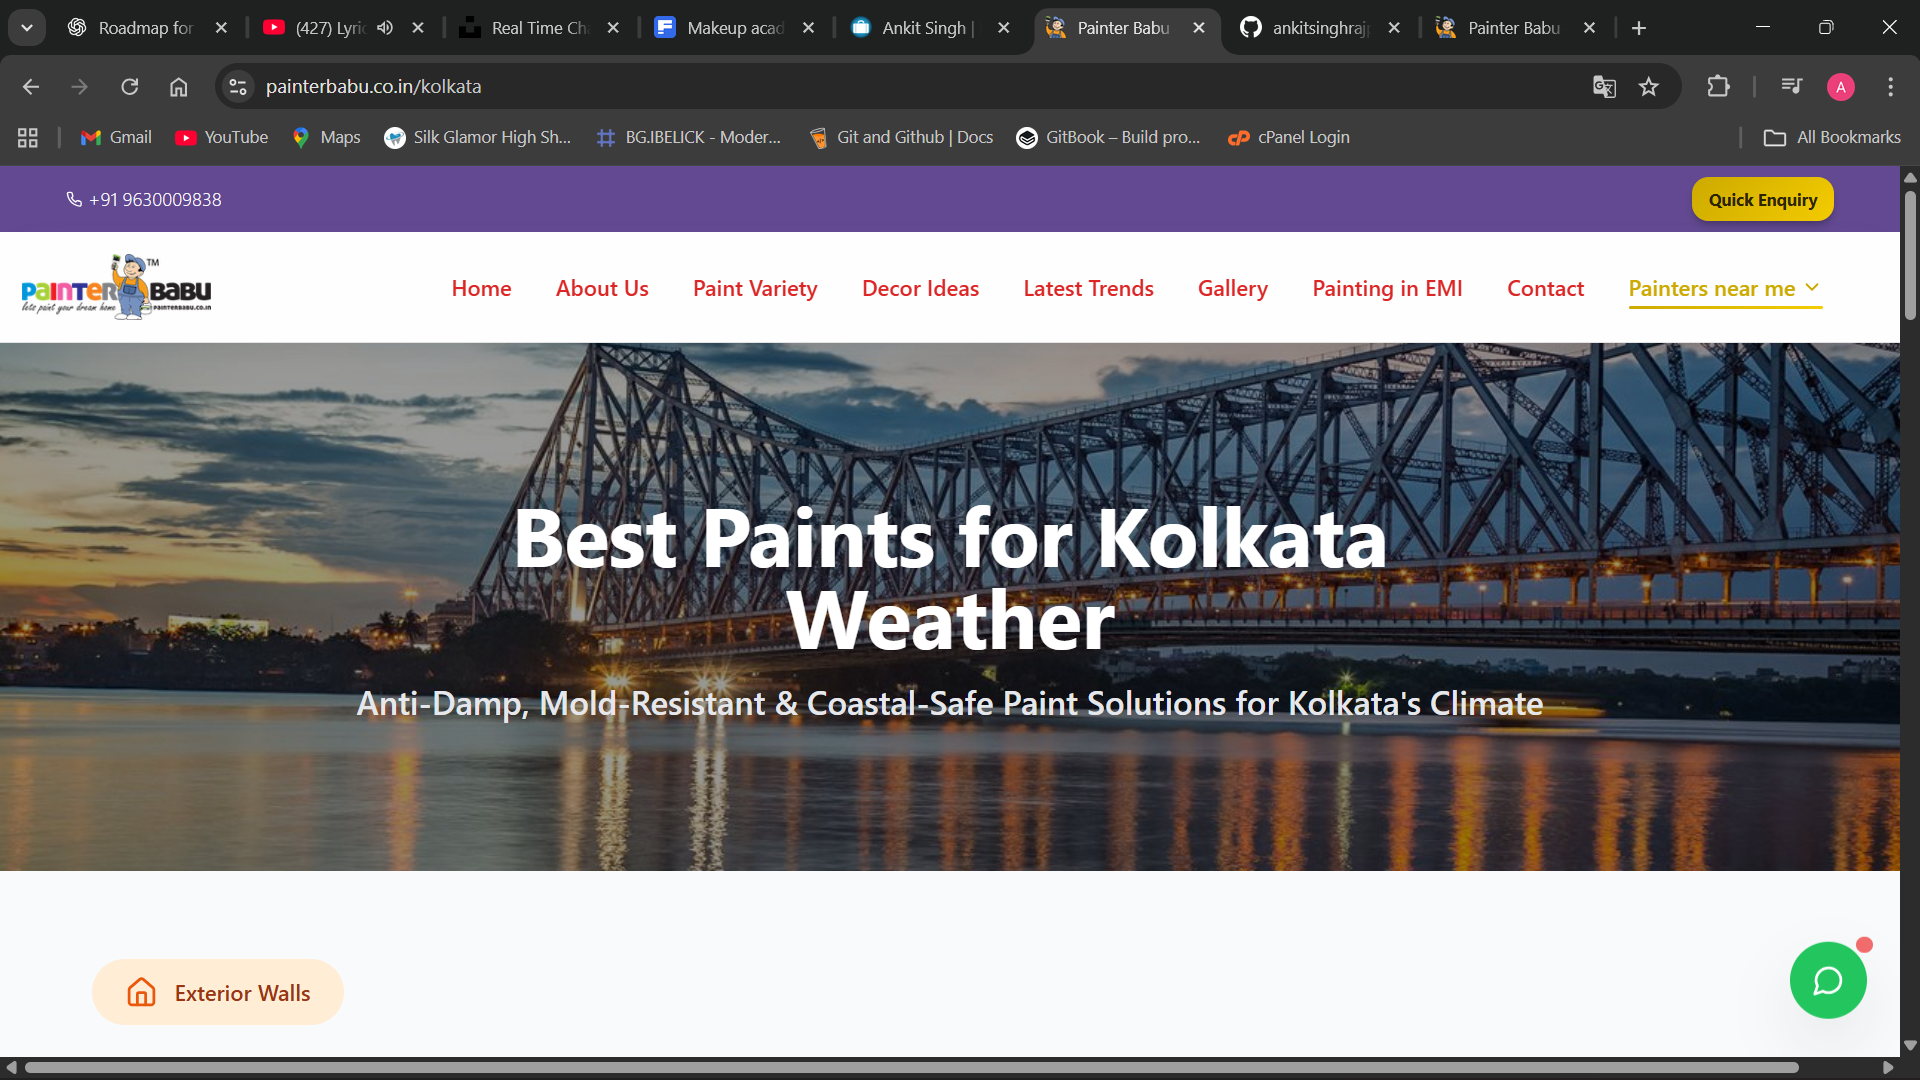 Roadmap for
(427) Lyri
Real Time Ch
Makeup acad
Ankit Singh |
Painter Babu
ankitsinghraj
Painter Babu
painterbabu.co.in/kolkata
A
Gmail
YouTube
Maps
Silk Glamor High Sh...
BG.IBELICK - Moder...
Git and Github | Docs
GitBook – Build pro...
cP cPanel Login
All Bookmarks
+91 9630009838
Quick Enquiry
PAINTER BABU TM
lets paint your dream home
PAINTERBABU.CO.IN
Home
About Us
Paint Variety
Decor Ideas
Latest Trends
Gallery
Painting in EMI
Contact
Painters near me
Best Paints for Kolkata
Weather
Anti-Damp, Mold-Resistant & Coastal-Safe Paint Solutions for Kolkata's Climate
Exterior Walls